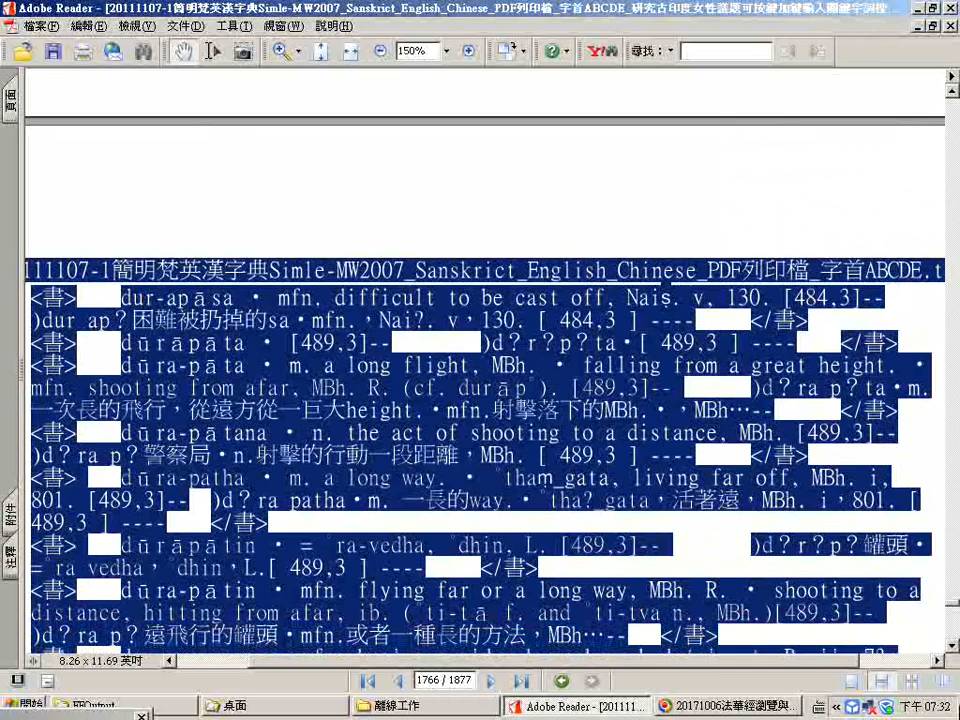 Adobe Reader - [20111107-1簡明梵英漢字典Simle-MW2007_Sanskrict_English_Chinese_PDF列印檔_字首ABCDE_研究古印度女性議題可按鍵輸入關鍵字詞搜
檔案(F) 編輯(E) 檢視(V) 文件(D) 工具(T) 視窗(W) 說明(H)
150% Y! 尋找:
頁面
111107-1簡明梵英漢字典Simle-MW2007_Sanskrict_English_Chinese_PDF列印檔_字首ABCDE.t
<書> dur-apāsa · mfn. difficult to be cast off, Naiṣ. v, 130. [484,3]--
)dur ap?困難被扔掉的sa·mfn.,Nai?. v,130. [ 484,3 ] ---- </書>
<書> dūrāpāta · [489,3]-- )d?r?p?ta·[ 489,3 ] ---- </書>
<書> dūra-pāta · m. a long flight, MBh. · falling from a great height. ·
mfn. shooting from afar, MBh. R. (cf. durāp°). [489,3]-- )d?ra p?ta·m.
一次長的飛行,從遠方從一巨大height.·mfn.射擊落下的MBh.·,MBh…-- </書>
<書> dūra-pātana · n. the act of shooting to a distance, MBh. [489,3]--
)d?ra p?警察局·n.射擊的行動一段距離,MBh. [ 489,3 ] ---- </書>
<書> dūra-patha · m. a long way. · °thaṃ_gata, living far off, MBh. i,
801. [489,3]-- )d?ra patha·m. 一長的way.·°tha?_gata,活著遠,MBh. i,801. [
489,3 ] ---- </書>
<書> dūrāpātin · = °ra-vedha, °dhin, L. [489,3]-- )d?r?p?罐頭·
=°ra vedha,°dhin,L.[ 489,3 ] ---- </書>
<書> dūra-pātin · mfn. flying far or a long way, MBh. R. · shooting to a
distance, hitting from afar, ib. (°ti-tā f. and °ti-tva n., MBh.)[489,3]--
)d?ra p?遠飛行的罐頭·mfn.或者一種長的方法,MBh…-- </書>
附件
注釋
8.26 x 11.69 英吋
1766 / 1877
開始 FFOutput 桌面 離線工作 Adobe Reader - [201111... 20171006法華經瀏覽與... 下午 07:32